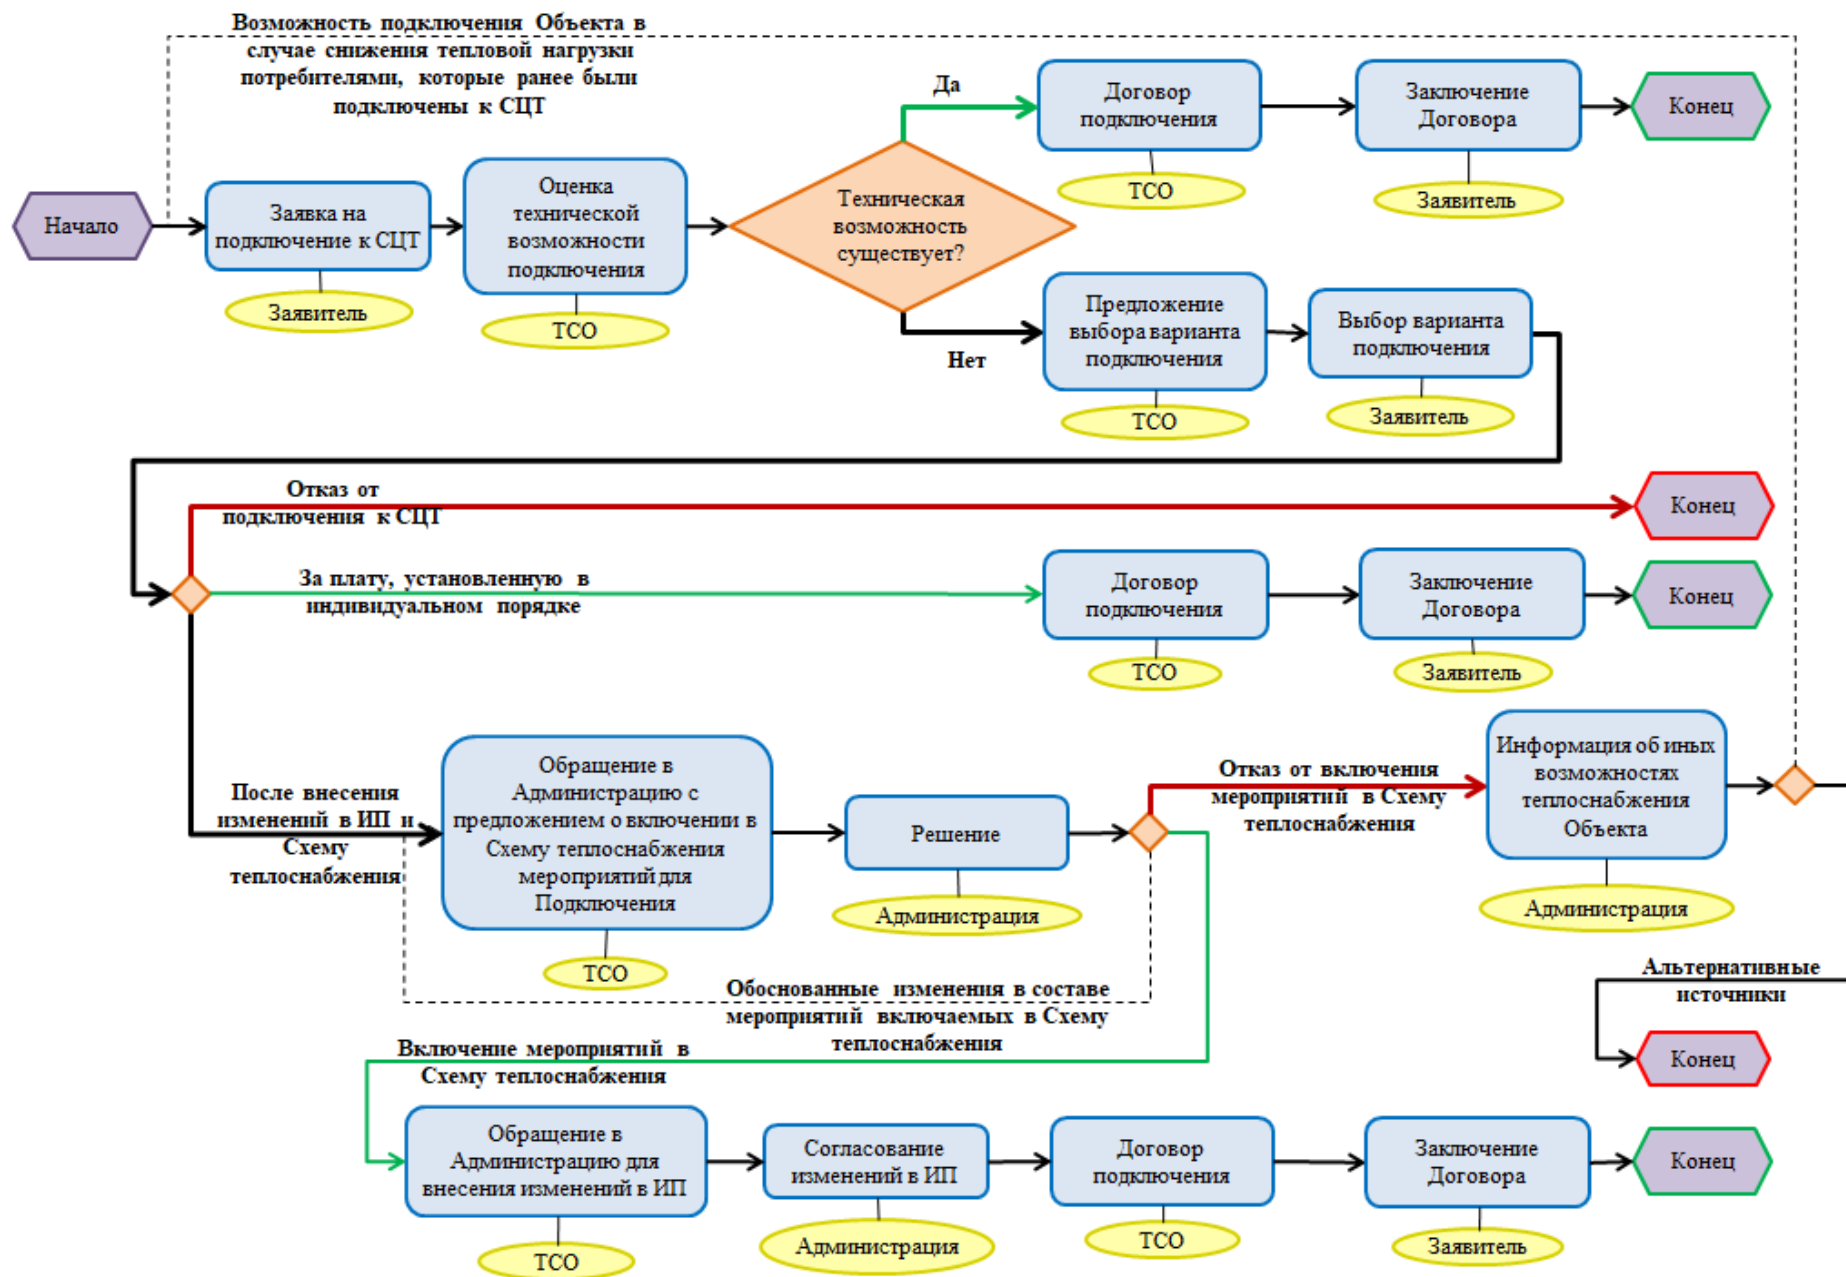 Возможность подключения Объекта в
случае снижения тепловой нагрузки
потребителями, которые ранее были
подключены к СЦТ
Начало
Заявка на
подключение к СЦТ
Заявитель
Оценка
технической
возможности
подключения
ТСО
Техническая
возможность
существует?
Да
Договор
подключения
ТСО
Заключение
Договора
Заявитель
Конец
Нет
Предложение
выбора варианта
подключения
ТСО
Выбор варианта
подключения
Заявитель
Отказ от
подключения к СЦТ
Конец
За плату, установленную в
индивидуальном порядке
Договор
подключения
ТСО
Заключение
Договора
Заявитель
Конец
После внесения
изменений в ИП и
Схему
теплоснабжения
Обращение в
Администрацию с
предложением о включении в
Схему теплоснабжения
мероприятий для
Подключения
ТСО
Решение
Администрация
Отказ от включения
мероприятий в Схему
теплоснабжения
Информация об иных
возможностях
теплоснабжения
Объекта
Администрация
Альтернативные
источники
Конец
Обоснованные изменения в составе
мероприятий включаемых в Схему
теплоснабжения
Включение мероприятий в
Схему теплоснабжения
Обращение в
Администрацию для
внесения изменений в ИП
ТСО
Согласование
изменений в ИП
Администрация
Договор
подключения
ТСО
Заключение
Договора
Заявитель
Конец